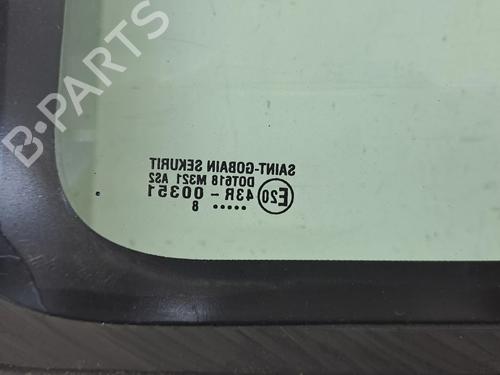 B-PARTS
SAINT-GOBAIN SEKURIT
DOT618 M321 AS2
E20 43R - 00351
..... 8